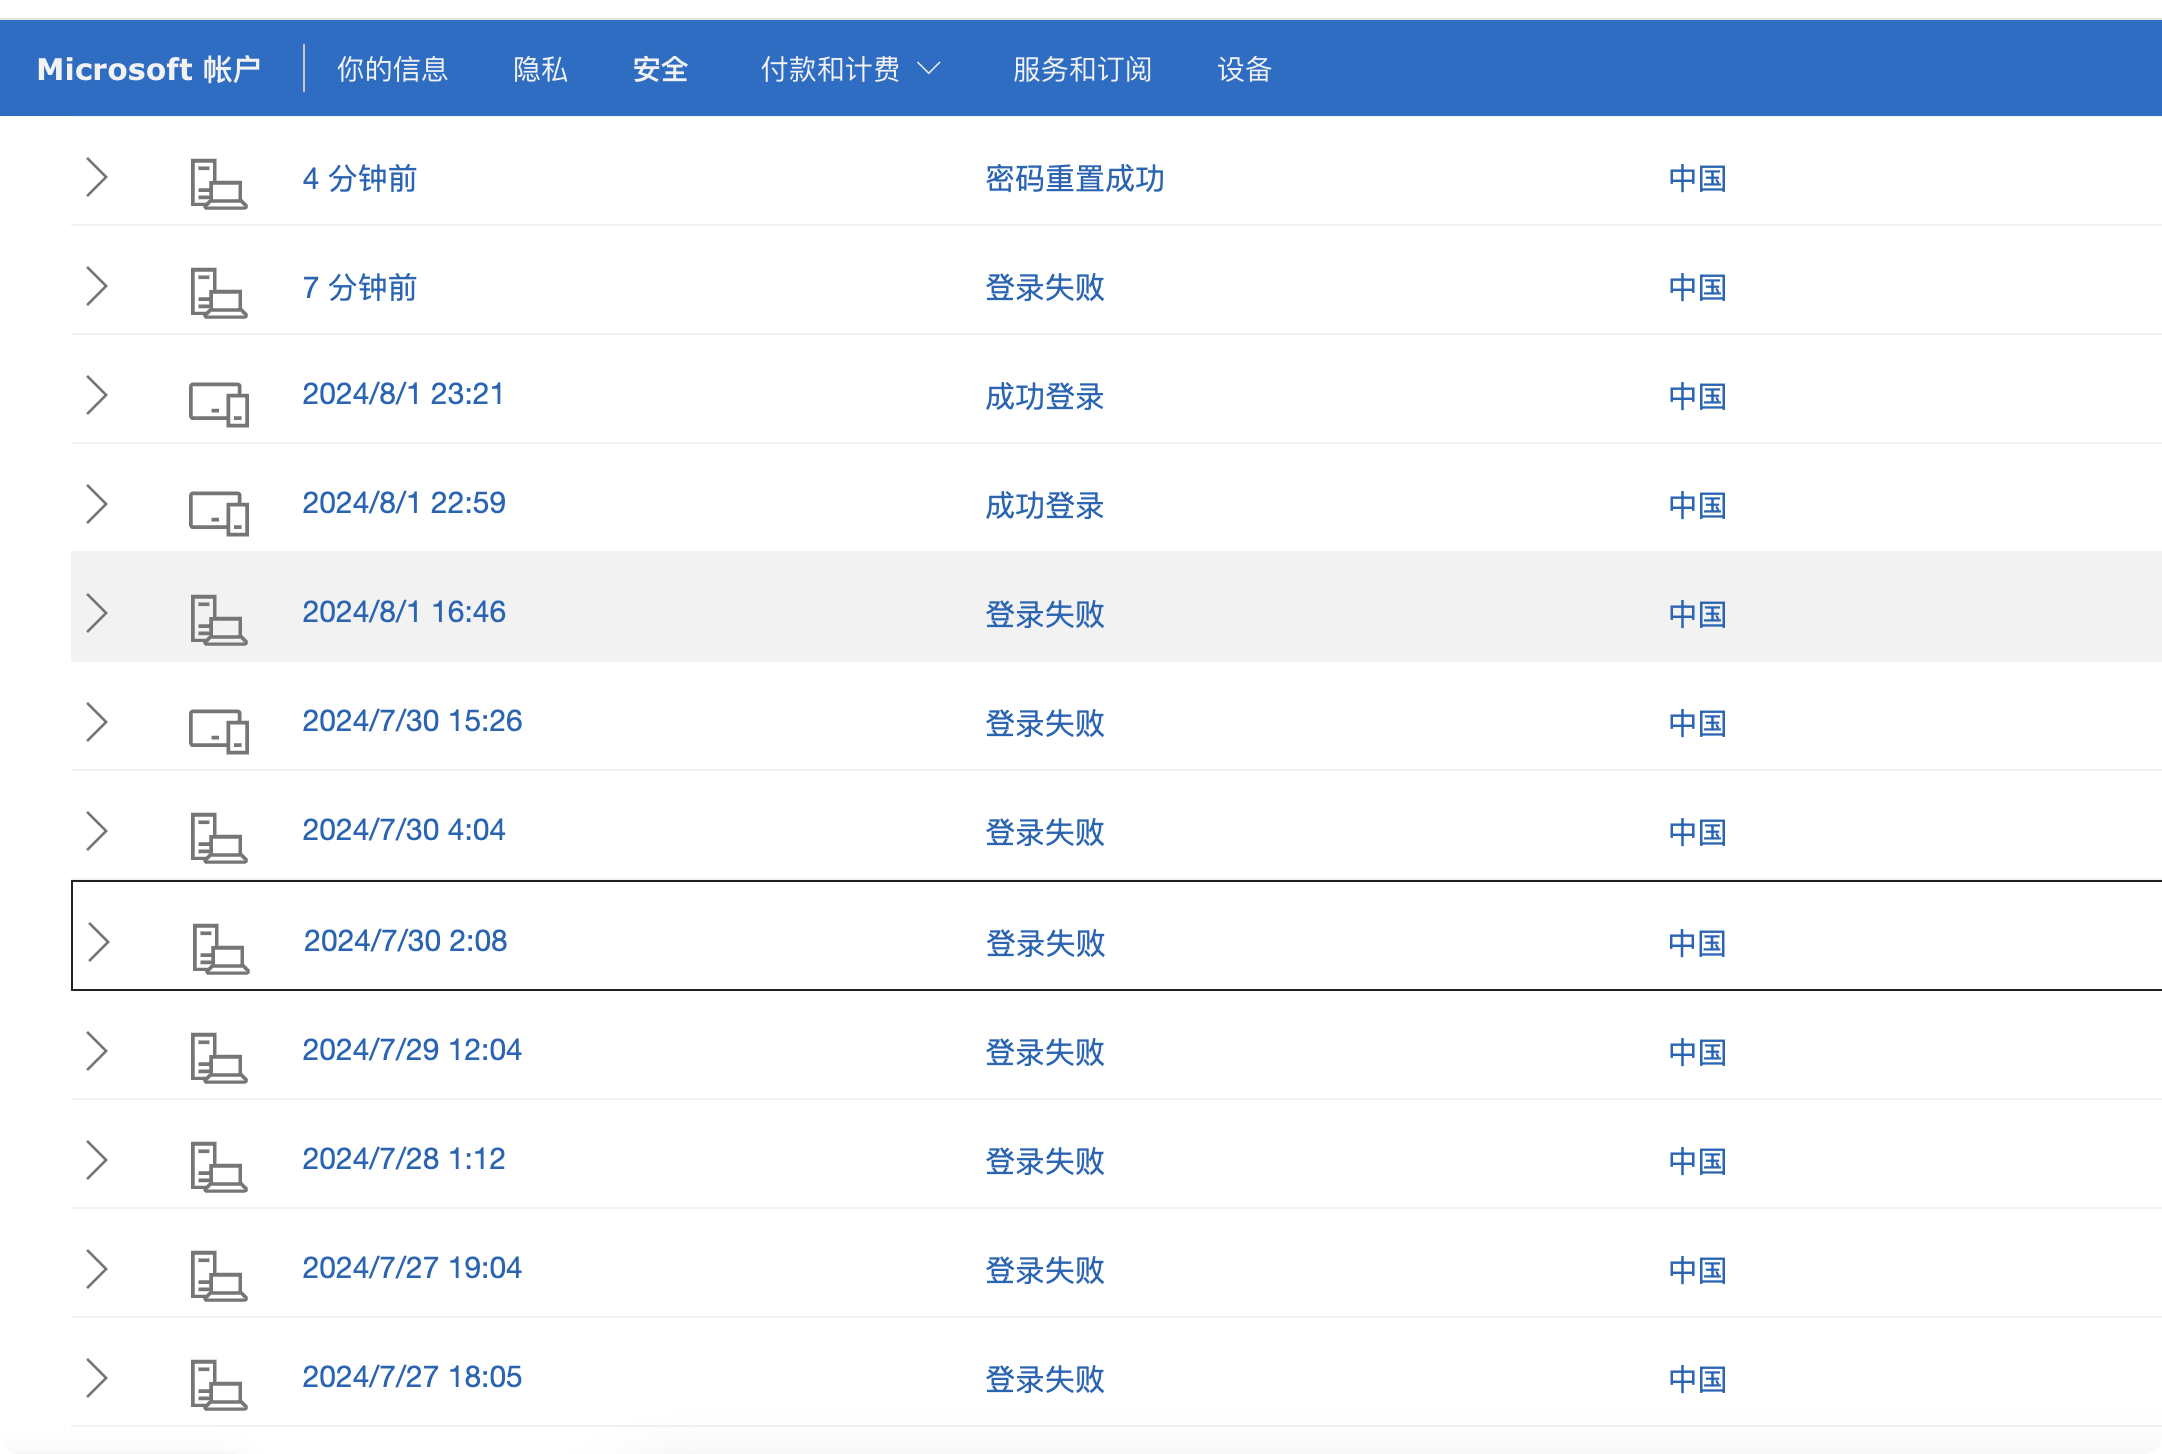 Microsoft 帐户 你的信息 隐私 安全 付款和计费 服务和订阅 设备
4 分钟前 密码重置成功 中国
7 分钟前 登录失败 中国
2024/8/1 23:21 成功登录 中国
2024/8/1 22:59 成功登录 中国
2024/8/1 16:46 登录失败 中国
2024/7/30 15:26 登录失败 中国
2024/7/30 4:04 登录失败 中国
2024/7/30 2:08 登录失败 中国
2024/7/29 12:04 登录失败 中国
2024/7/28 1:12 登录失败 中国
2024/7/27 19:04 登录失败 中国
2024/7/27 18:05 登录失败 中国